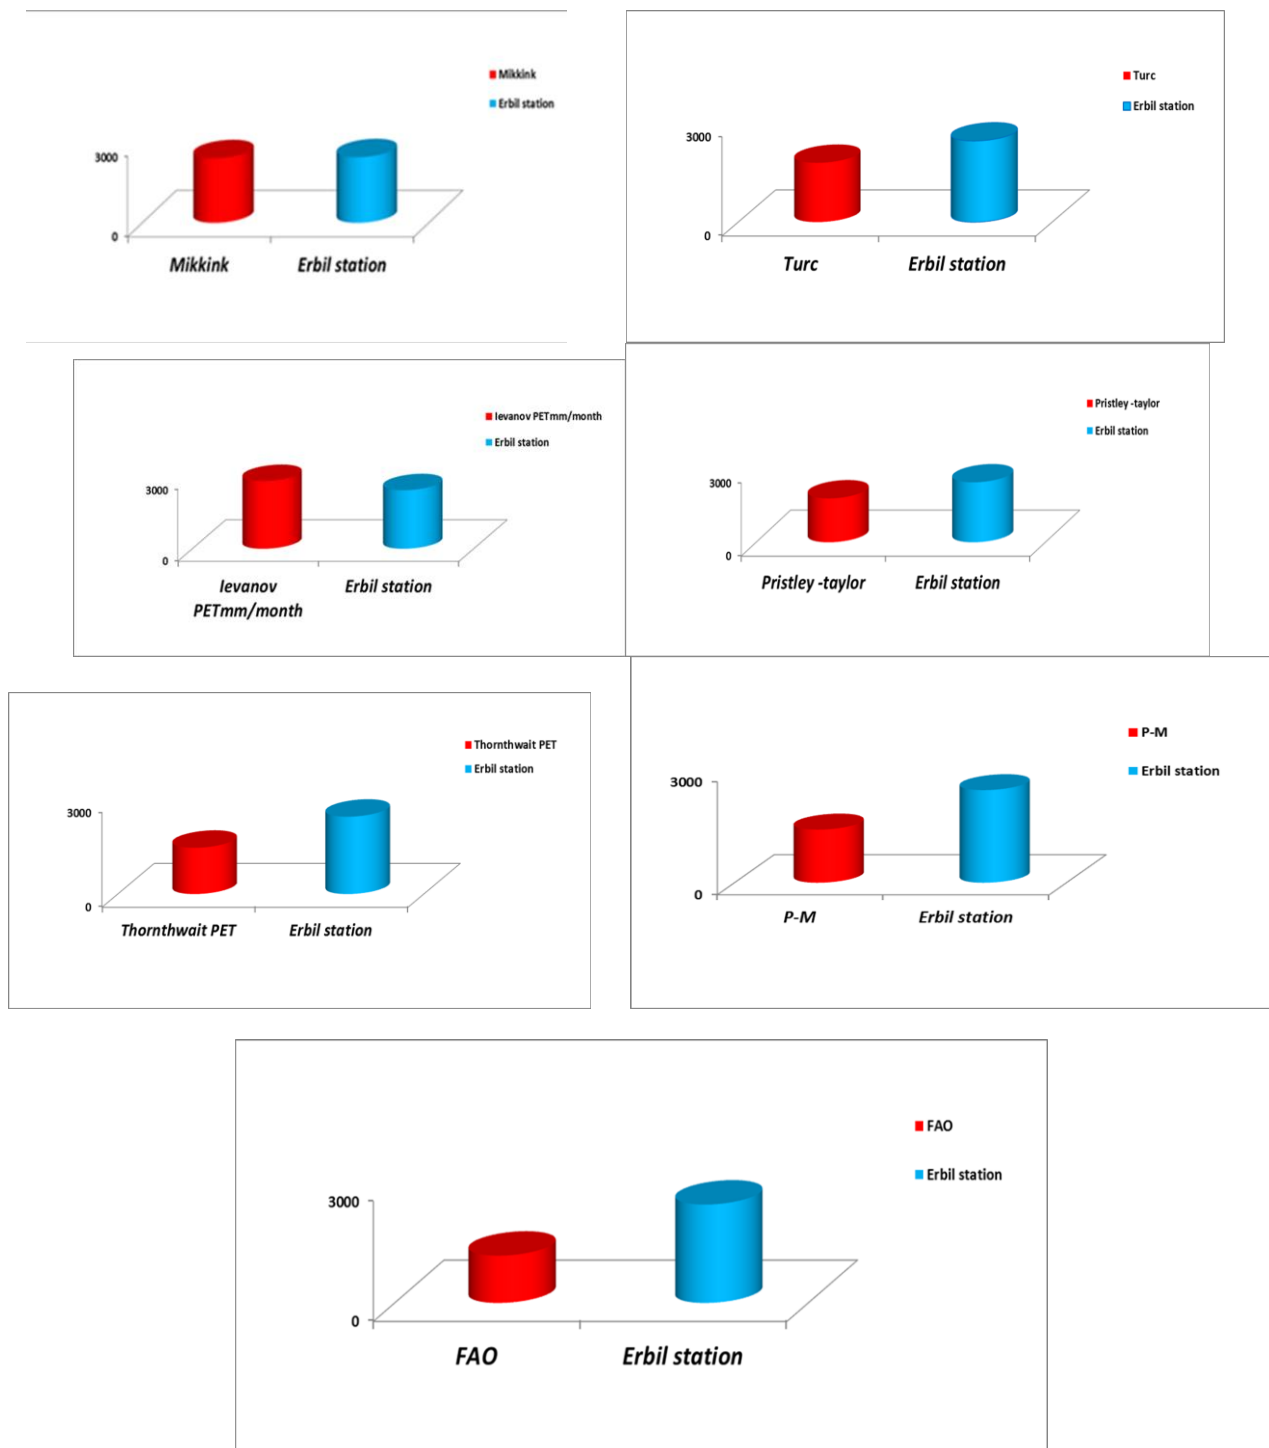 Mikkink
Erbil station
3000
0
Mikkink Erbil station
Turc
Erbil station
3000
0
Turc Erbil station
Ievanov PETmm/month
Erbil station
3000
0
Ievanov Erbil station
PETmm/month
Pristley -taylor
Erbil station
3000
0
Pristley -taylor Erbil station
Thornthwait PET
Erbil station
3000
0
Thornthwait PET Erbil station
P-M
Erbil station
3000
0
P-M Erbil station
FAO
Erbil station
3000
0
FAO Erbil station